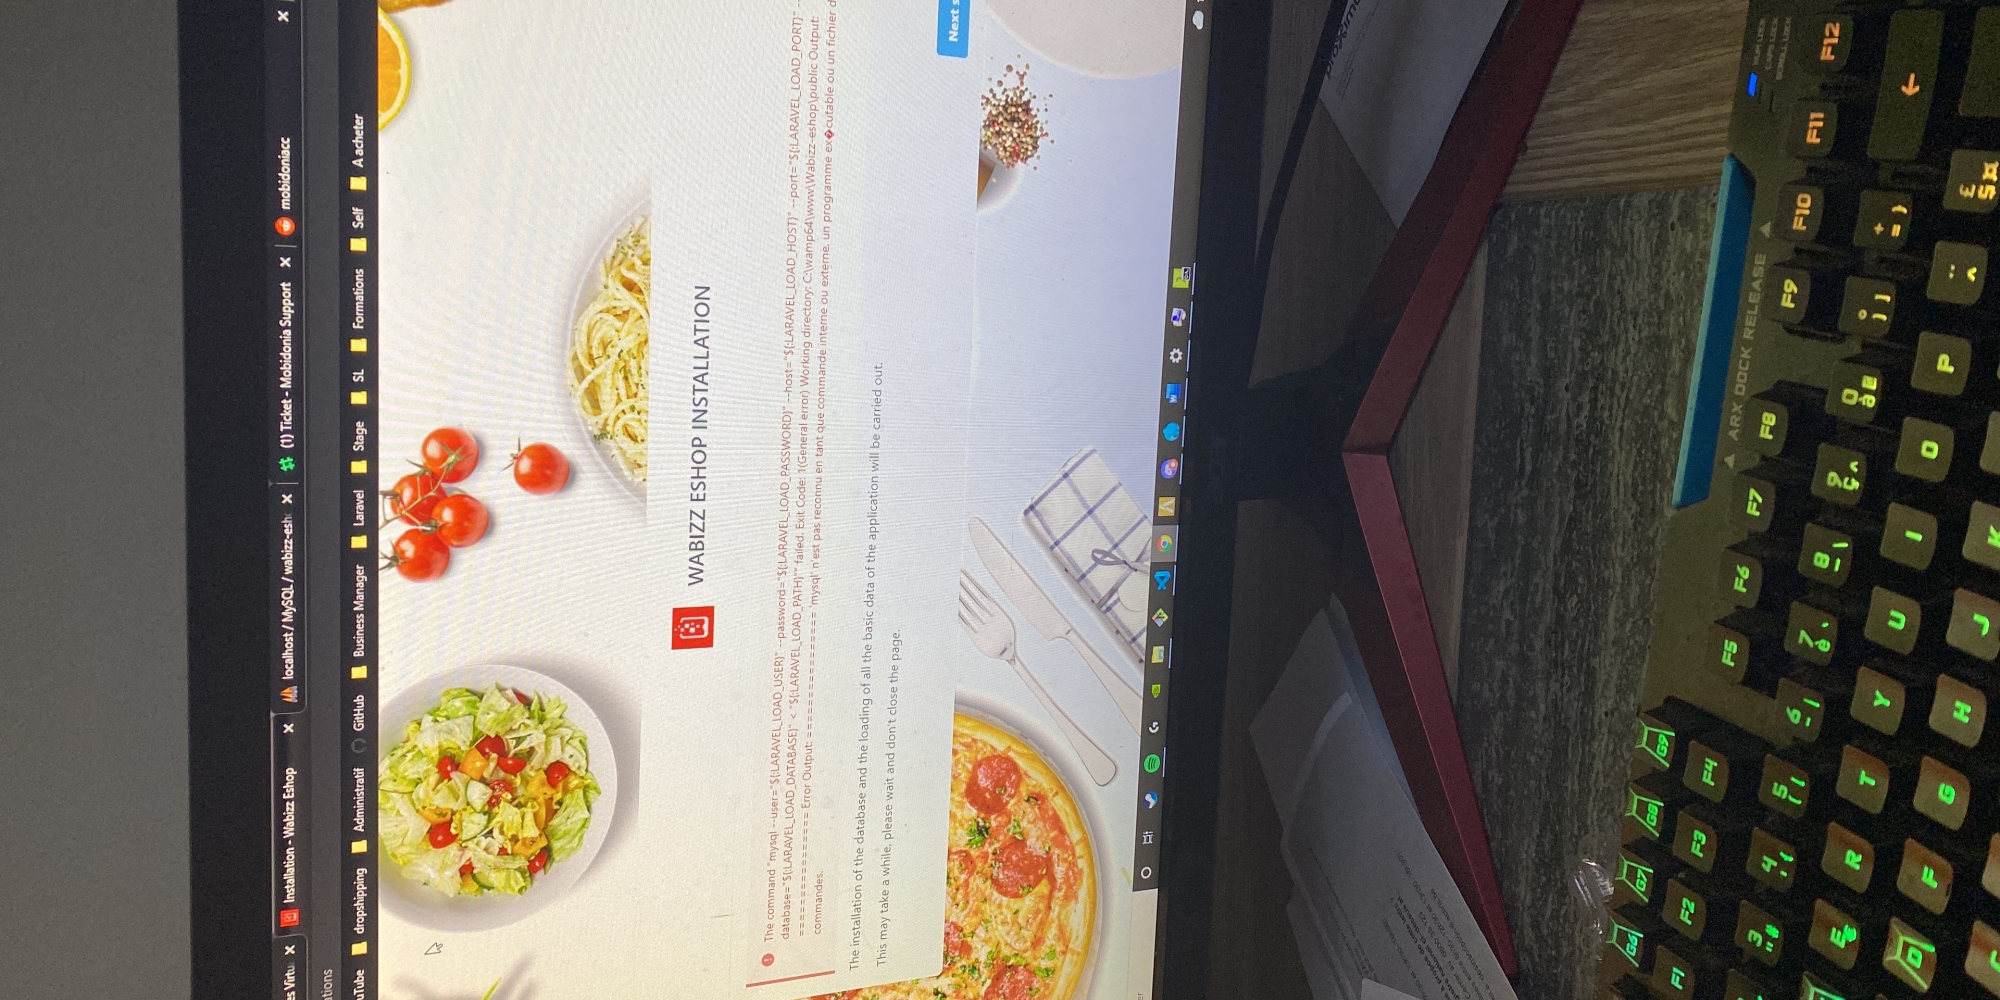 Installation - Wabizz Eshop
localhost / MySQL / wabizz-esh
(1) Ticket - Mobidonia Support
mobidoniacc
tions
uTube
dropshipping
Administratif
GitHub
Business Manager
Laravel
Stage
SL
Formations
Self
A acheter
WABIZZ ESHOP INSTALLATION
The command "mysql --user="${:LARAVEL_LOAD_USER}" --password="${:LARAVEL_LOAD_PASSWORD}" --host="${:LARAVEL_LOAD_HOST}" --port="${:LARAVEL_LOAD_PORT}" --
database="${:LARAVEL_LOAD_DATABASE}" < "${:LARAVEL_LOAD_PATH}"" failed. Exit Code: 1(General error) Working directory: C:\wamp64\www\Wabizz-eshop\public Output:
================ Error Output: ================ 'mysql' n'est pas reconnu en tant que commande interne ou externe, un programme ex�cutable ou un fichier d
commandes.
The installation of the database and the loading of all the basic data of the application will be carried out.
This may take a while, please wait and don't close the page.
Next s
ARX DOCK RELEASE
NUM LOCK
CAPS LOCK
SCROLL LOCK
G6 G7 G8 G9
F1 F2 F3 F4 F5 F6 F7 F8 F9 F10 F11 F12
3 " # 4 ' { 5 ( [ 6 - | 7 è ` 8 _ \ 9 ç ^ 0 à @ ° ) ] + = }
E € R T Y U I O P ¨ ^ £ $ ¤
D F G H J K